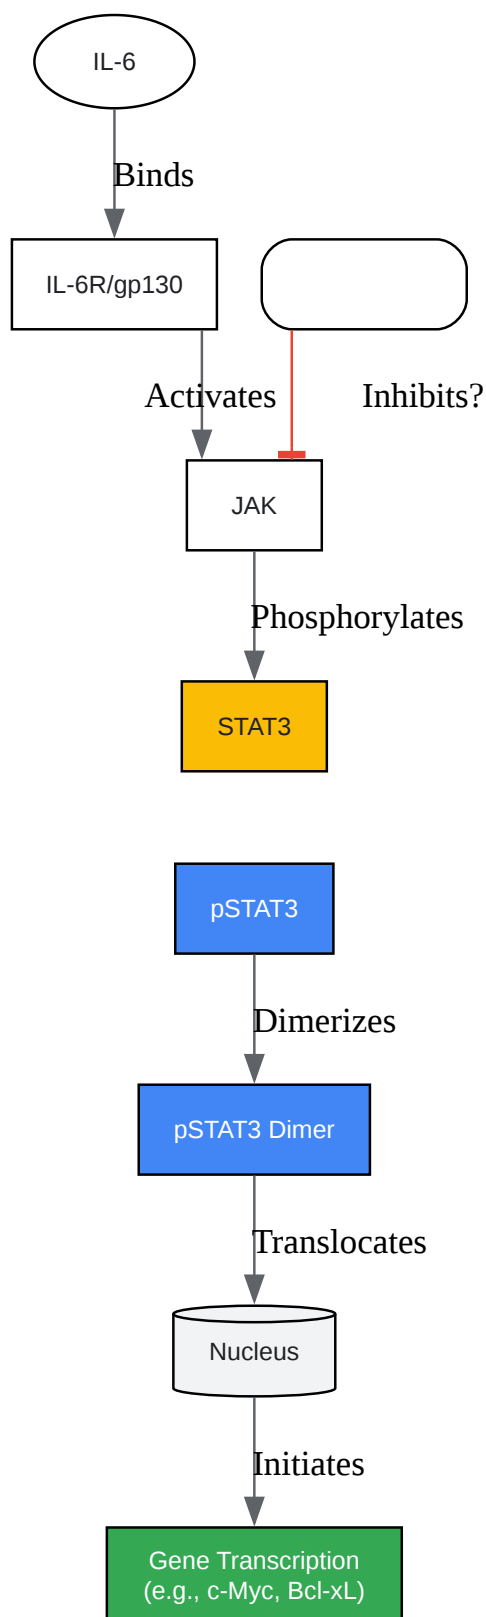 IL-6
Binds
IL-6R/gp130
Activates
Inhibits?
JAK
Phosphorylates
STAT3
pSTAT3
Dimerizes
pSTAT3 Dimer
Translocates
Nucleus
Initiates
Gene Transcription
(e.g., c-Myc, Bcl-xL)